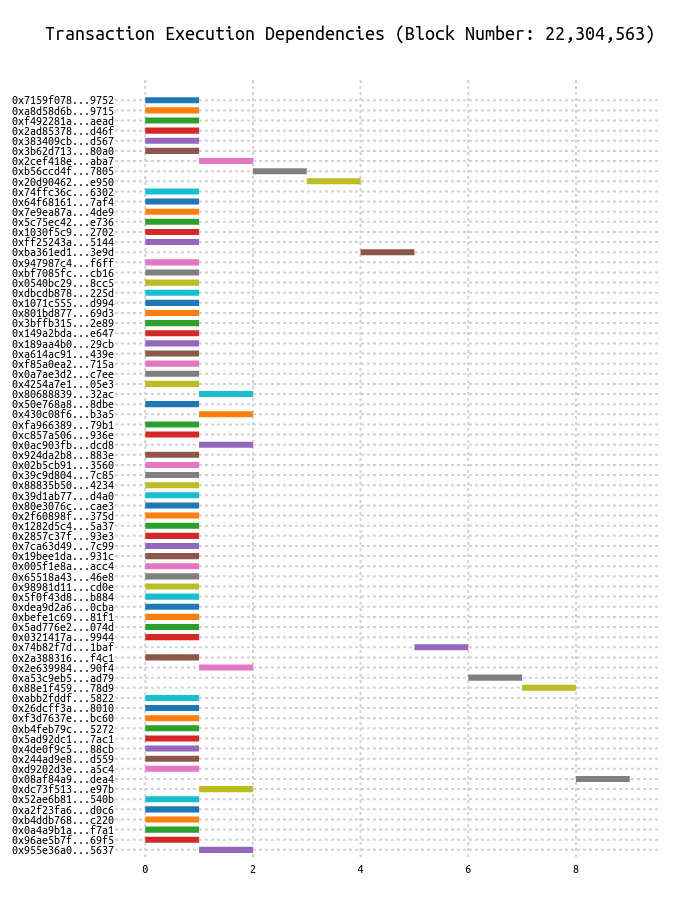 Transaction Execution Dependencies (Block Number: 22,304,563)
0x7159f078...9752
0xa8d58d6b...9715
0xf492281a...aead
0x2ad85378...d46f
0x383409cb...d567
0x3b62d713...80a0
0x2cef418e...aba7
0xb56ccd4f...7805
0x20d90462...e950
0x74ffc36c...6302
0x64f68161...7af4
0x7e9ea87a...4de9
0x5c75ec42...e736
0x1030f5c9...2702
0xff25243a...5144
0xba361ed1...3e9d
0x947987c4...f6ff
0xbf7085fc...cb16
0x0540bc29...8cc5
0xdbcdb878...225d
0x1071c555...d994
0x801bd877...69d3
0x3bffb315...2e89
0x149a2bda...e647
0x189aa4b0...29cb
0xa614ac91...439e
0xf85a0ea2...715a
0x0a7ae3d2...c7ee
0x4254a7e1...05e3
0x80688839...32ac
0x50e768a8...8dbe
0x430c08f6...b3a5
0xfa966389...79b1
0xc857a506...936e
0x0ac903fb...dcd8
0x924da2b8...883e
0x02b5cb91...3560
0x39c9d804...7c85
0x88835b50...4234
0x39d1ab77...d4a0
0x80e3076c...cae3
0x2f60898f...375d
0x1282d5c4...5a37
0x2857c37f...93e3
0x7ca63d49...7c99
0x19bee1da...931c
0x005f1e8a...acc4
0x65518a43...46e8
0x98981d11...cd0e
0x5f0f43d8...b884
0xdea9d2a6...0cba
0xbefe1c69...81f1
0x5ad776e2...074d
0x0321417a...9944
0x74b82f7d...1baf
0x2a388316...f4c1
0x2e639984...90f4
0xa53c9eb5...ad79
0x88e1f459...78d9
0xabb2fddf...5822
0x26dcff3a...8010
0xf3d7637e...bc60
0xb4feb79c...5272
0x5ad92dc1...7ac1
0x4de0f9c5...88cb
0x244ad9e8...d559
0xd9202d3e...a5c4
0x08af84a9...dea4
0xdc73f513...e97b
0x52ae6b81...540b
0xa2f23fa6...d0c6
0xb4ddb768...c220
0x0a4a9b1a...f7a1
0x96ae5b7f...69f5
0x955e36a0...5637
0 2 4 6 8